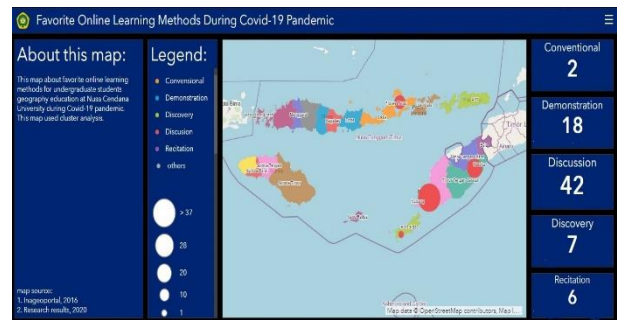 Favorite Online Learning Methods During Covid-19 Pandemic
About this map:
This map about favorite online learning
methods for undergraduate students
geography education at Nusa Cendana
University during Covid-19 pandemic.
This map used cluster analysis.
map source:
1. Inageoportal, 2016
2. Research results, 2020
Legend:
Convensional
Demonstration
Discovery
Discusion
Recitation
others
> 37
28
20
10
1
Map data © OpenStreetMap contributors, Map l...
Conventional
2
Demonstration
18
Discussion
42
Discovery
7
Recitation
6